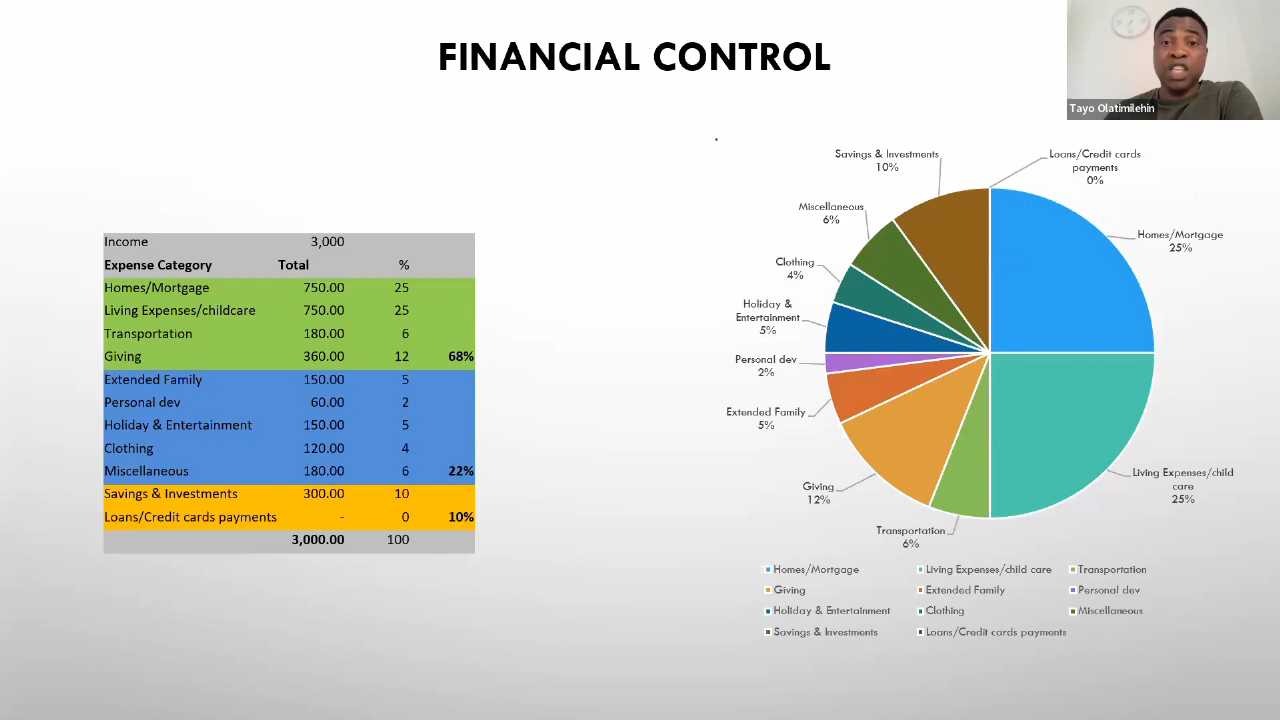 FINANCIAL CONTROL
Tayo Olatimilehin
Income 3,000
Expense Category Total %
Homes/Mortgage 750.00 25
Living Expenses/childcare 750.00 25
Transportation 180.00 6
Giving 360.00 12 68%
Extended Family 150.00 5
Personal dev 60.00 2
Holiday & Entertainment 150.00 5
Clothing 120.00 4
Miscellaneous 180.00 6 22%
Savings & Investments 300.00 10
Loans/Credit cards payments - 0 10%
3,000.00 100
Savings & Investments
10%
Loans/Credit cards
payments
0%
Miscellaneous
6%
Homes/Mortgage
25%
Clothing
4%
Holiday &
Entertainment
5%
Personal dev
2%
Extended Family
5%
Living Expenses/child
care
25%
Giving
12%
Transportation
6%
Homes/Mortgage Living Expenses/child care Transportation
Giving Extended Family Personal dev
Holiday & Entertainment Clothing Miscellaneous
Savings & Investments Loans/Credit cards payments